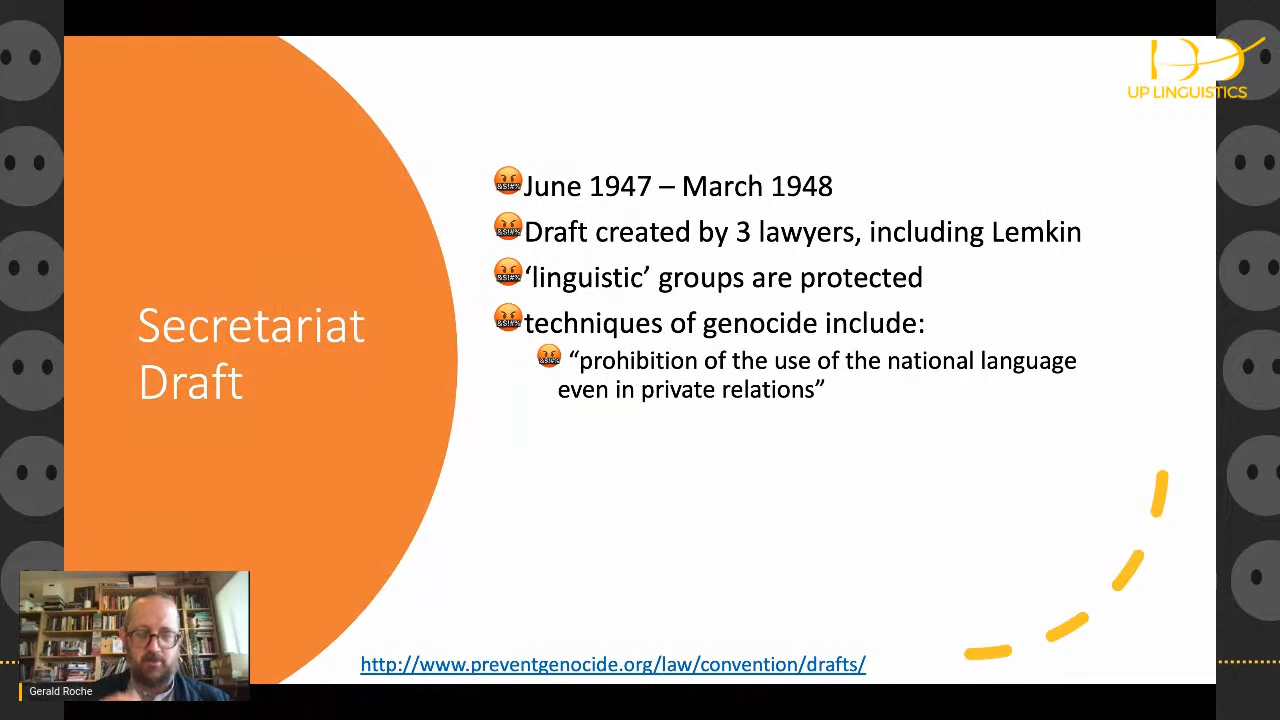 UP LINGUISTICS
June 1947 – March 1948
Draft created by 3 lawyers, including Lemkin
‘linguistic’ groups are protected
techniques of genocide include:
“prohibition of the use of the national language
even in private relations”
Secretariat
Draft
http://www.preventgenocide.org/law/convention/drafts/
Gerald Roche